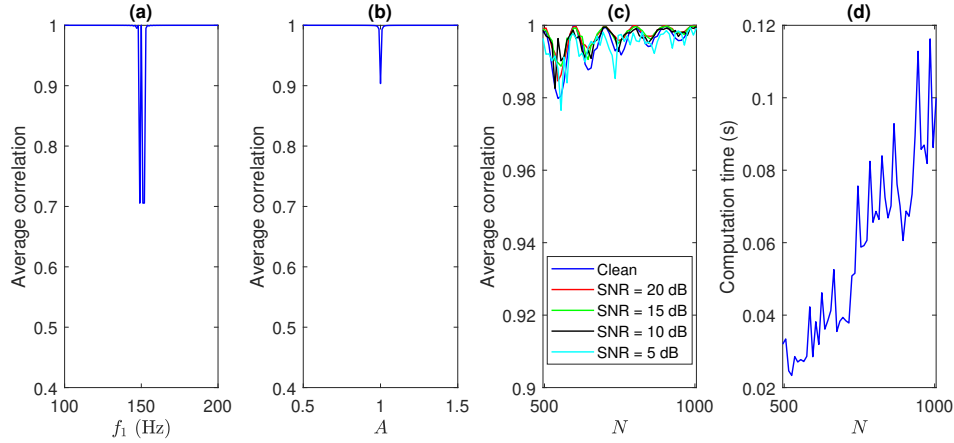 (a)
1
0.9
0.8
0.7
0.6
0.5
0.4
100
150
200
f₁ (Hz)
Average correlation
(b)
1
0.9
0.8
0.7
0.6
0.5
0.4
0.5
1
1.5
A
Average correlation
(c)
1
0.98
0.96
0.94
0.92
0.9
500
1000
N
Average correlation
Clean
SNR = 20 dB
SNR = 15 dB
SNR = 10 dB
SNR = 5 dB
(d)
0.12
0.1
0.08
0.06
0.04
0.02
500
1000
N
Computation time (s)